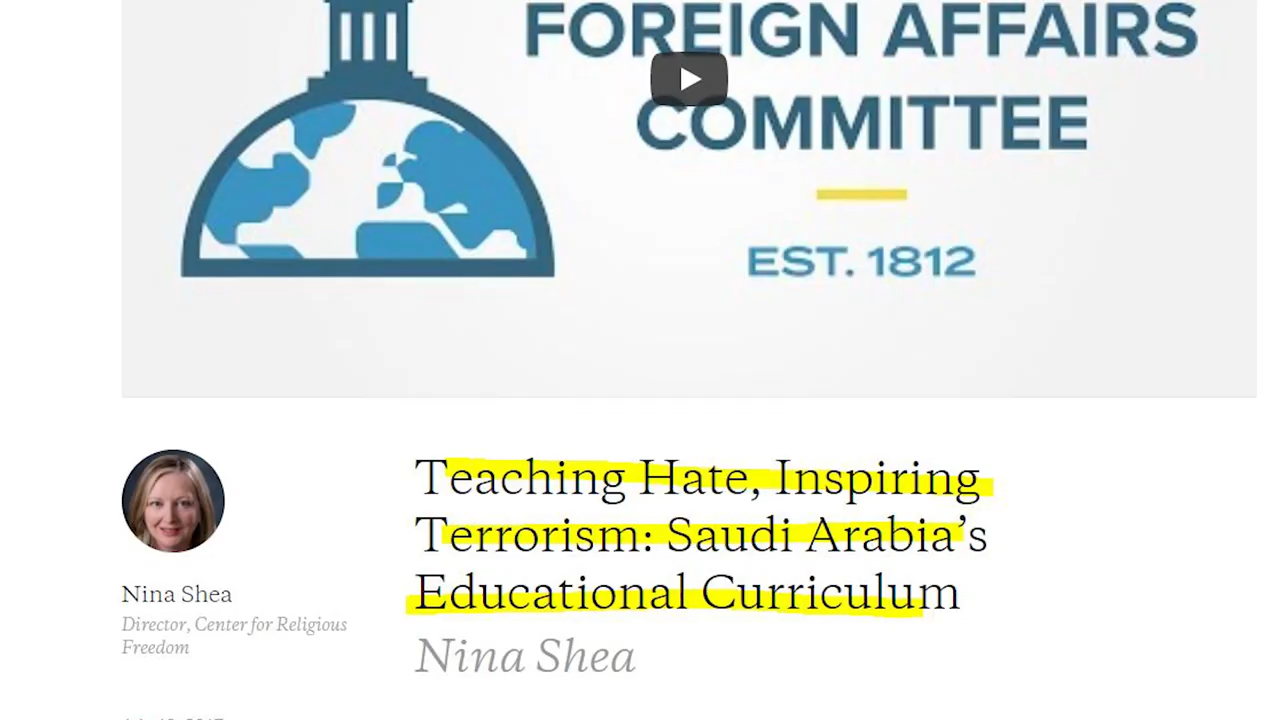 FOREIGN AFFAIRS
COMMITTEE
EST. 1812
Teaching Hate, Inspiring
Terrorism: Saudi Arabia’s
Educational Curriculum
Nina Shea
Nina Shea
Director, Center for Religious
Freedom